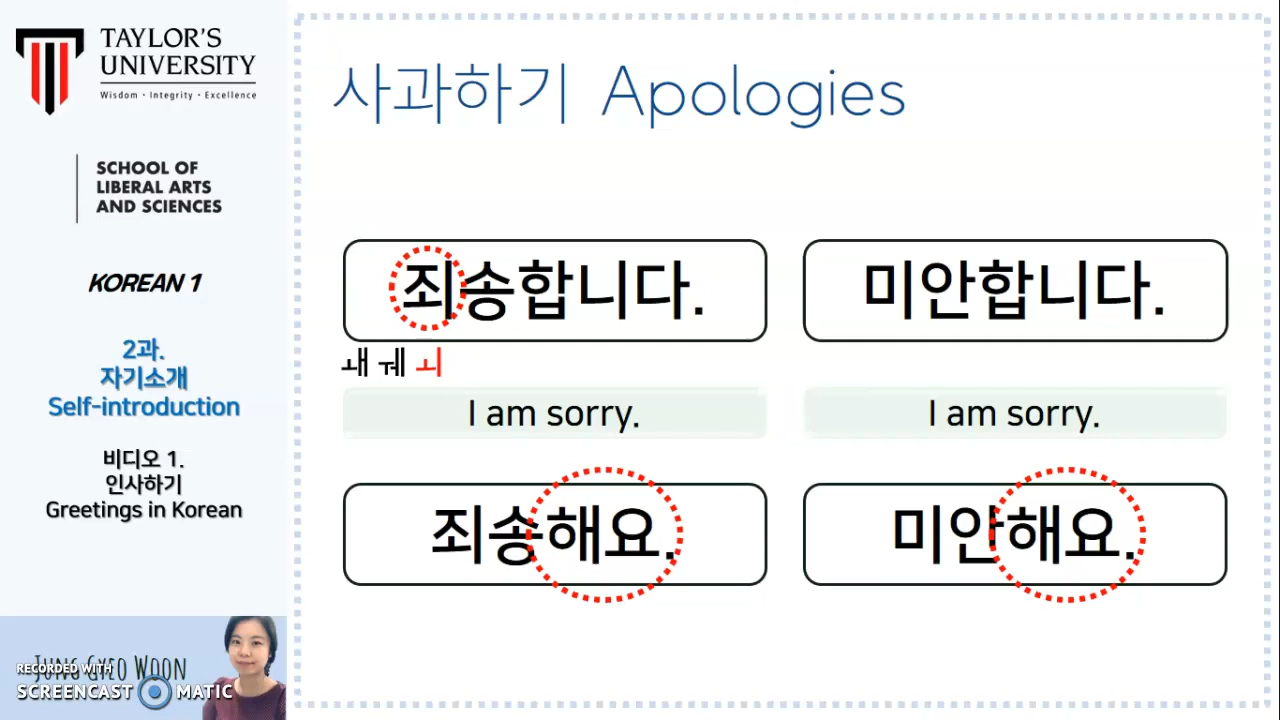 TAYLOR'S
UNIVERSITY
Wisdom · Integrity · Excellence
SCHOOL OF
LIBERAL ARTS
AND SCIENCES
KOREAN 1
2과.
자기소개
Self-introduction
비디오 1.
인사하기
Greetings in Korean
Jung Gyeo Woon
RECORDED WITH
SCREENCAST MATIC
사과하기 Apologies
죄송합니다.
미안합니다.
ㅙ ㅞ ㅚ
I am sorry.
I am sorry.
죄송해요.
미안해요.